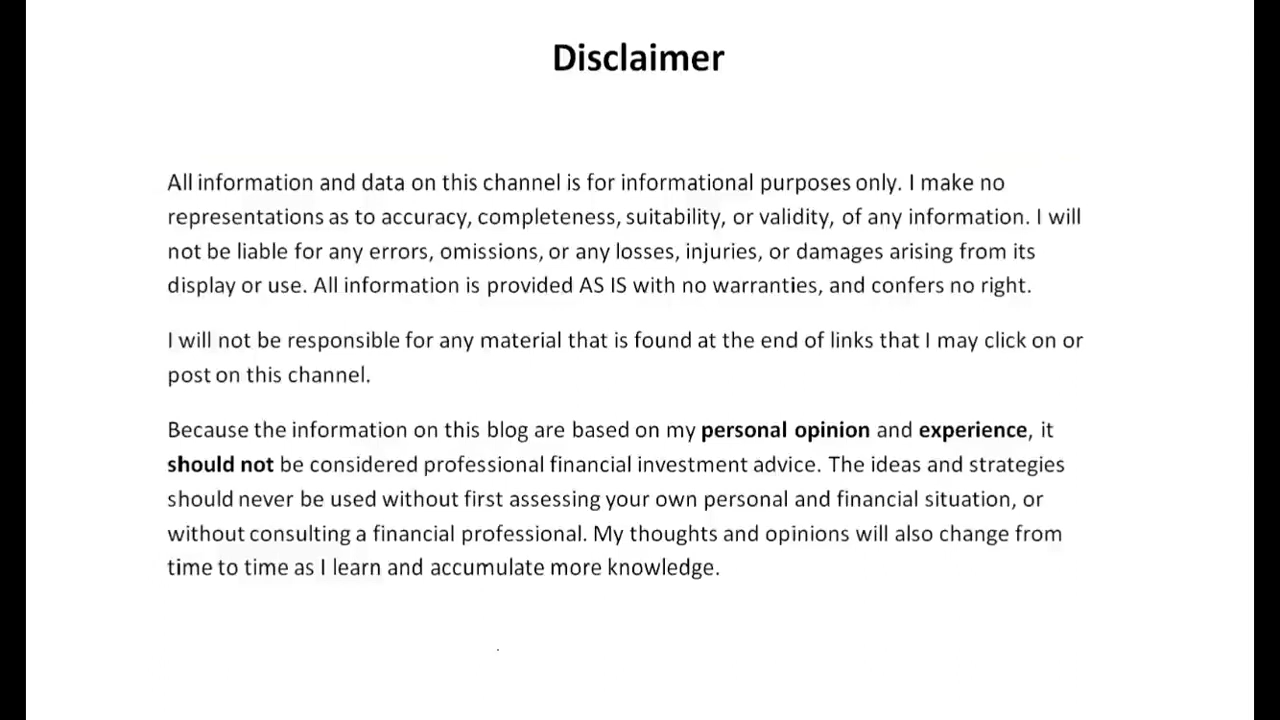 Disclaimer
All information and data on this channel is for informational purposes only. I make no
representations as to accuracy, completeness, suitability, or validity, of any information. I will
not be liable for any errors, omissions, or any losses, injuries, or damages arising from its
display or use. All information is provided AS IS with no warranties, and confers no right.
I will not be responsible for any material that is found at the end of links that I may click on or
post on this channel.
Because the information on this blog are based on my personal opinion and experience, it
should not be considered professional financial investment advice. The ideas and strategies
should never be used without first assessing your own personal and financial situation, or
without consulting a financial professional. My thoughts and opinions will also change from
time to time as I learn and accumulate more knowledge.